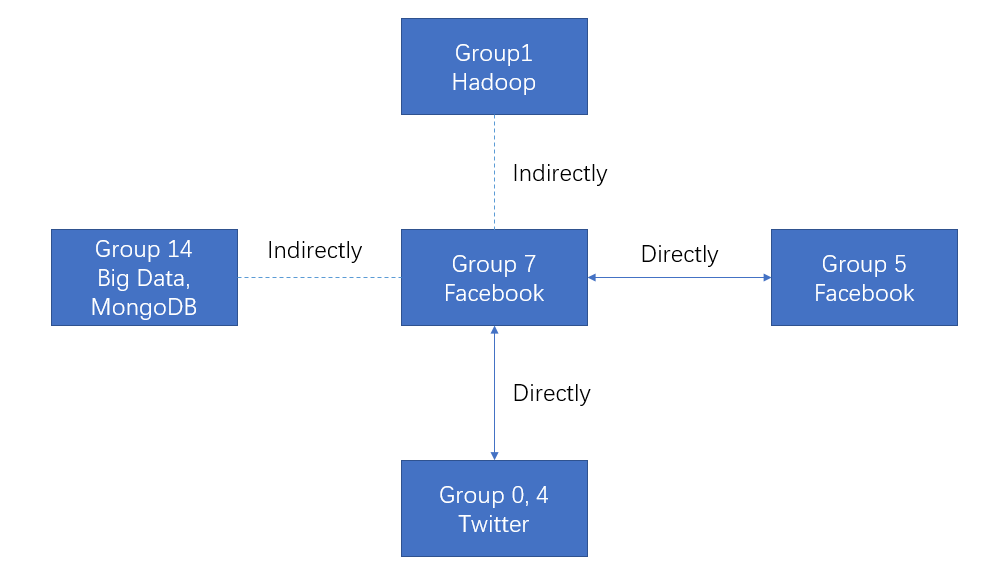 Group1
Hadoop
Indirectly
Group 14
Big Data,
MongoDB
Indirectly
Group 7
Facebook
Directly
Group 5
Facebook
Directly
Group 0, 4
Twitter